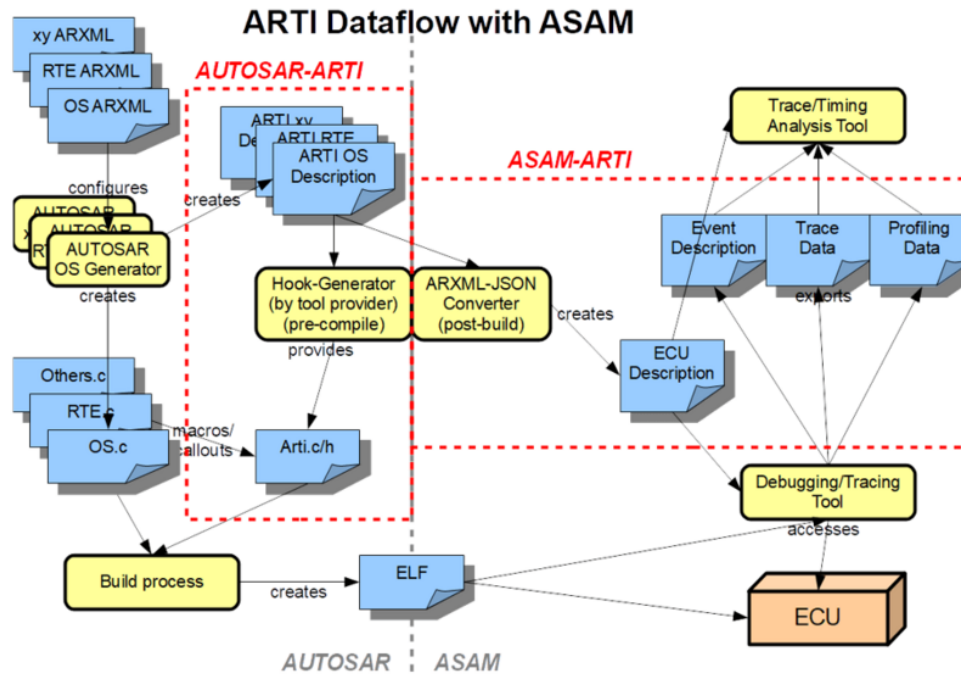 ARTI Dataflow with ASAM
xy ARXML
RTE ARXML
OS ARXML
AUTOSAR-ARTI
ARTI xy
ARTI RTE
ARTI OS
Description
ASAM-ARTI
Trace/Timing
Analysis Tool
configures
creates
AUTOSAR
AUTOSAR
AUTOSAR
OS Generator
creates
Event
Description
Trace
Data
Profiling
Data
exports
Hook-Generator
(by tool provider)
(pre-compile)
provides
ARXML-JSON
Converter
(post-build)
creates
ECU
Description
Others.c
RTE.c
OS.c
macros/
callouts
Arti.c/h
Debugging/Tracing
Tool
accesses
Build process
creates
ELF
ECU
AUTOSAR
ASAM